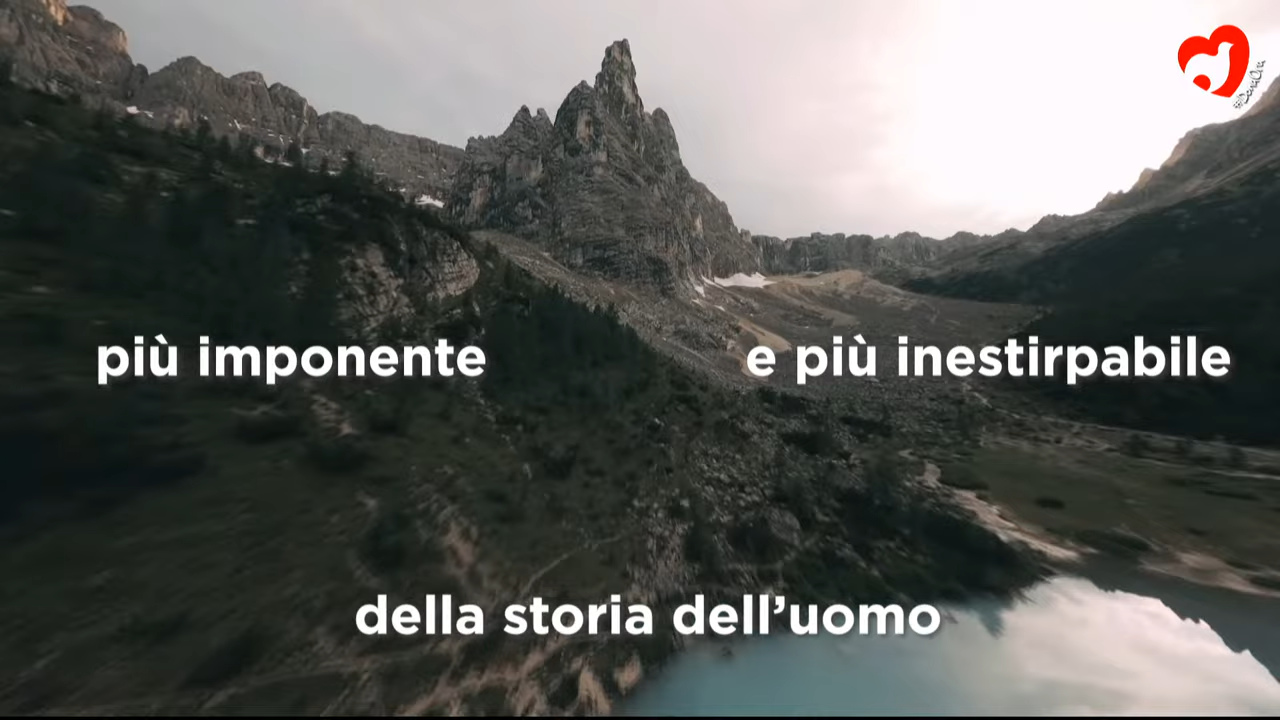 più imponente
e più inestirpabile
della storia dell’uomo